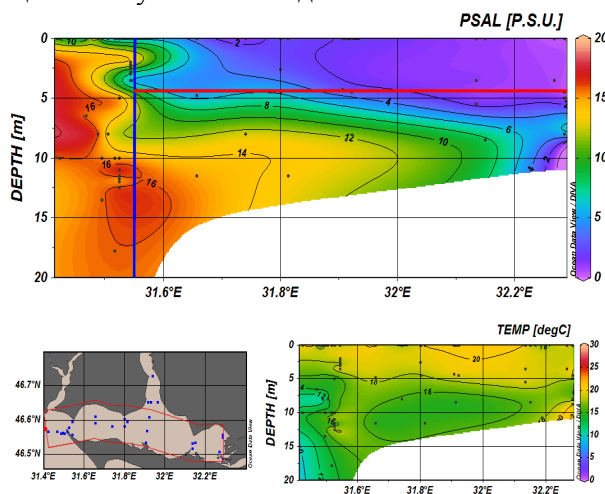 PSAL [P.S.U.]
0
5
10
15
20
DEPTH [m]
31.6°E
31.8°E
32°E
32.2°E
10
2
16
8
4
6
12
14
10
16
16
2
4
2
20
15
10
5
0
Ocean Data View / DIVA
46.7°N
46.6°N
46.5°N
31.4°E
31.6°E
31.8°E
32°E
32.2°E
Ocean Data View
TEMP [degC]
0
5
10
15
20
DEPTH [m]
31.6°E
31.8°E
32°E
32.2°E
20
18
16
16
12
30
25
20
15
10
5
0
Ocean Data View / DIVA